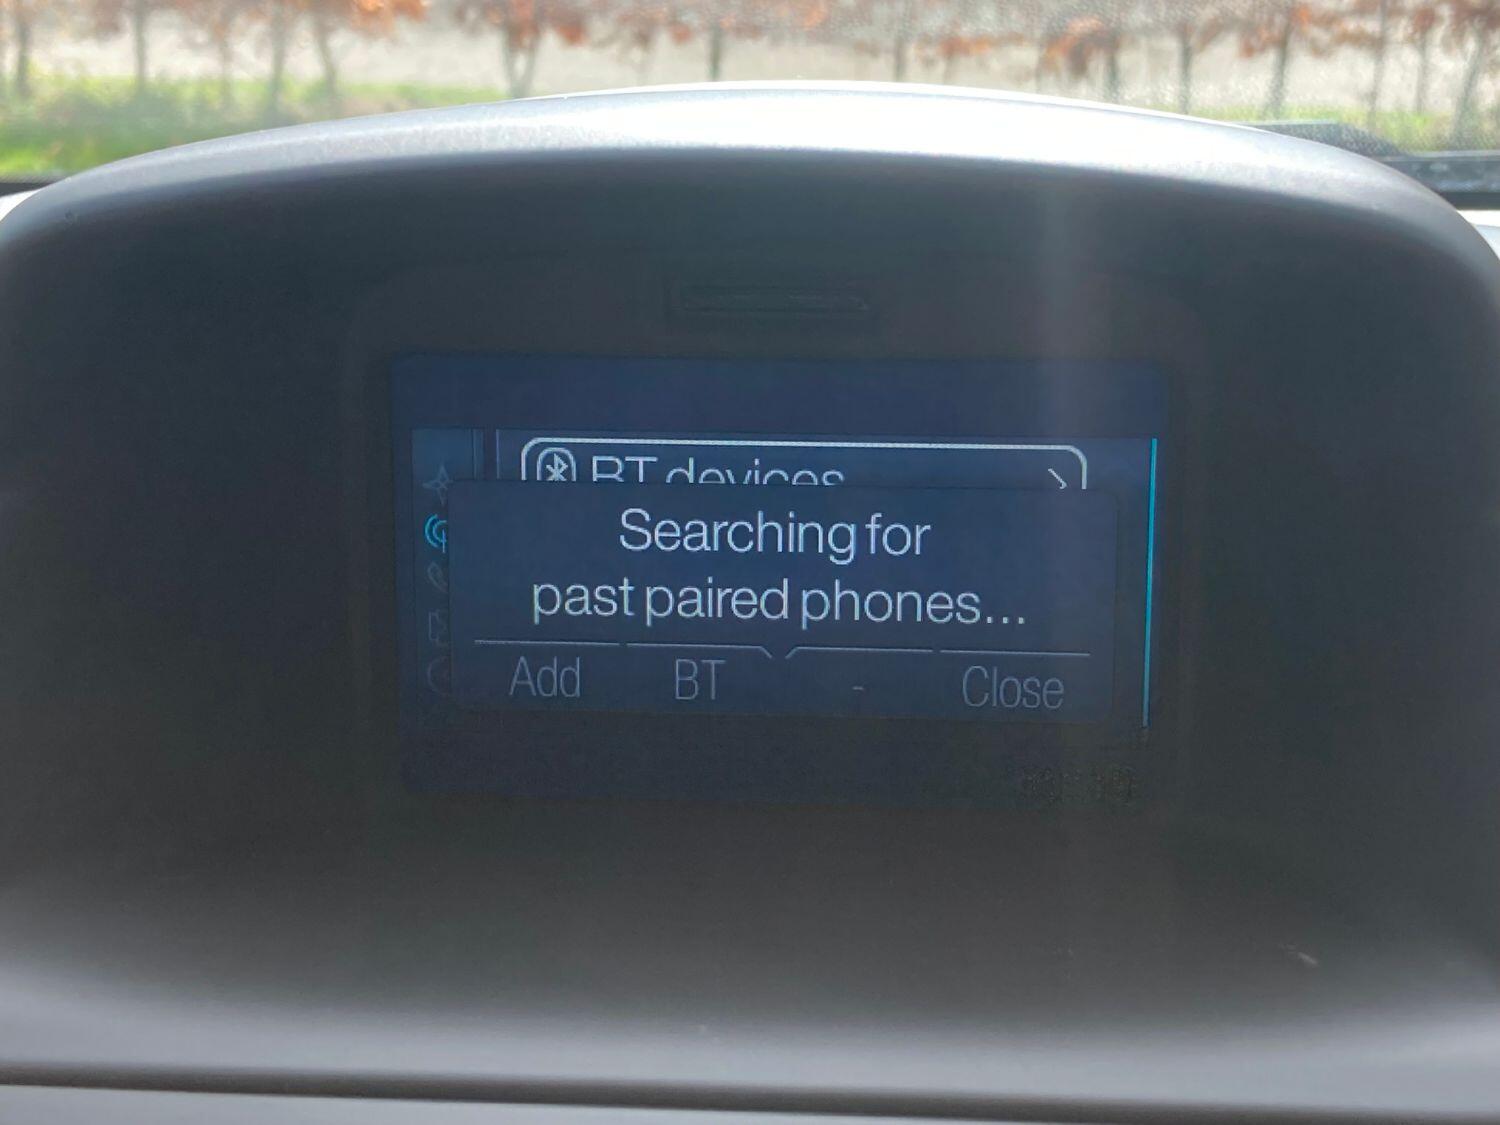 BT devices
Searching for
past paired phones...
Add BT - Close